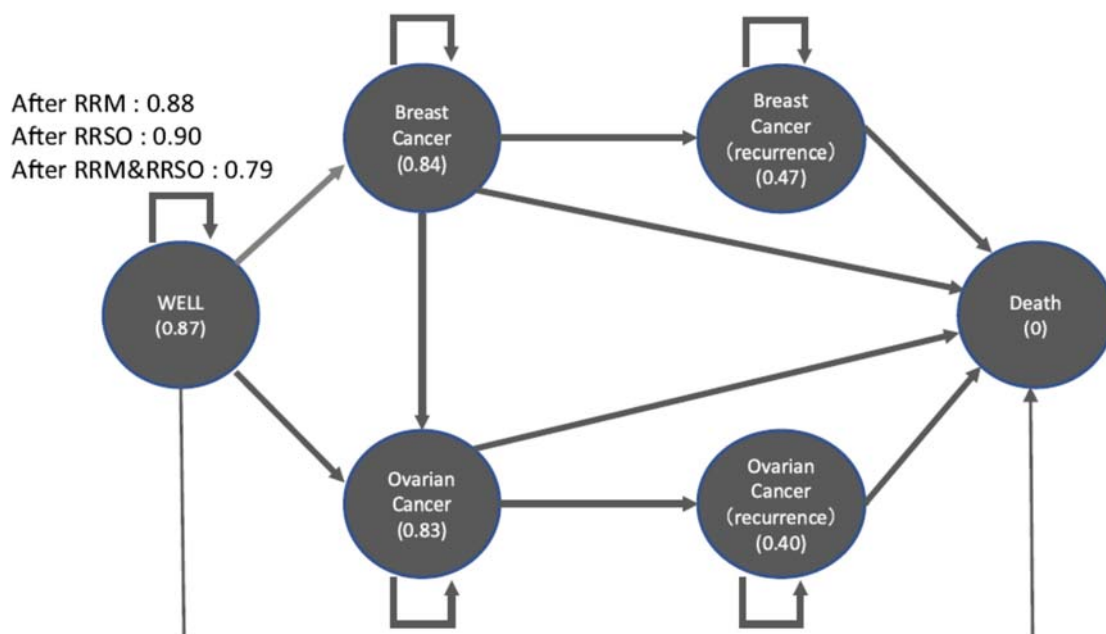 After RRM : 0.88
After RRSO : 0.90
After RRM&RRSO : 0.79
WELL
(0.87)
Breast
Cancer
(0.84)
Breast
Cancer
（recurrence）
(0.47)
Ovarian
Cancer
(0.83)
Ovarian
Cancer
（recurrence）
(0.40)
Death
(0)